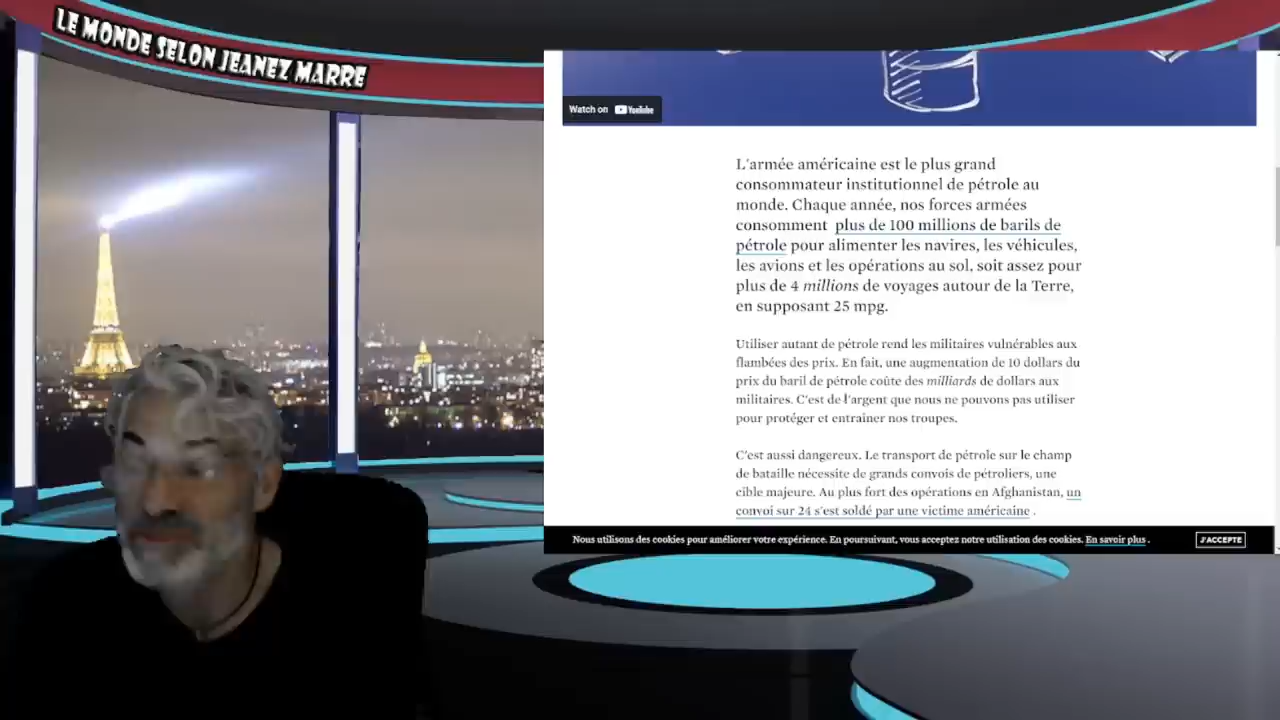 LE MONDE SELON JEANEZ MARRE
Watch on YouTube
L'armée américaine est le plus grand
consommateur institutionnel de pétrole au
monde. Chaque année, nos forces armées
consomment plus de 100 millions de barils de
pétrole pour alimenter les navires, les véhicules,
les avions et les opérations au sol, soit assez pour
plus de 4 millions de voyages autour de la Terre,
en supposant 25 mpg.
Utiliser autant de pétrole rend les militaires vulnérables aux
flambées des prix. En fait, une augmentation de 10 dollars du
prix du baril de pétrole coûte des milliards de dollars aux
militaires. C'est de l'argent que nous ne pouvons pas utiliser
pour protéger et entraîner nos troupes.
C'est aussi dangereux. Le transport de pétrole sur le champ
de bataille nécessite de grands convois de pétroliers, une
cible majeure. Au plus fort des opérations en Afghanistan, un
convoi sur 24 s'est soldé par une victime américaine .
Nous utilisons des cookies pour améliorer votre expérience. En poursuivant, vous acceptez notre utilisation des cookies. En savoir plus .
J'ACCEPTE